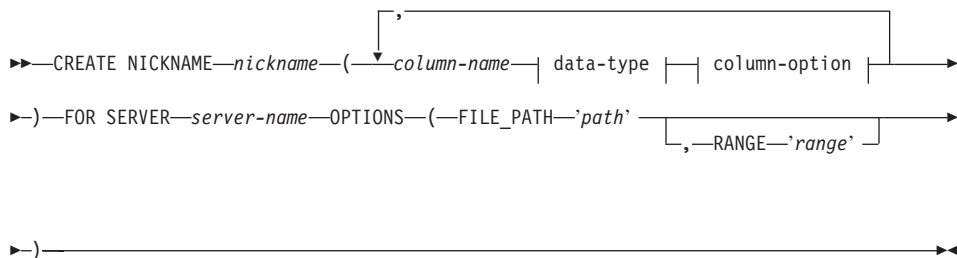 ,
CREATE NICKNAME nickname ( column-name data-type column-option
) FOR SERVER server-name OPTIONS ( FILE_PATH 'path'
, RANGE 'range'
)